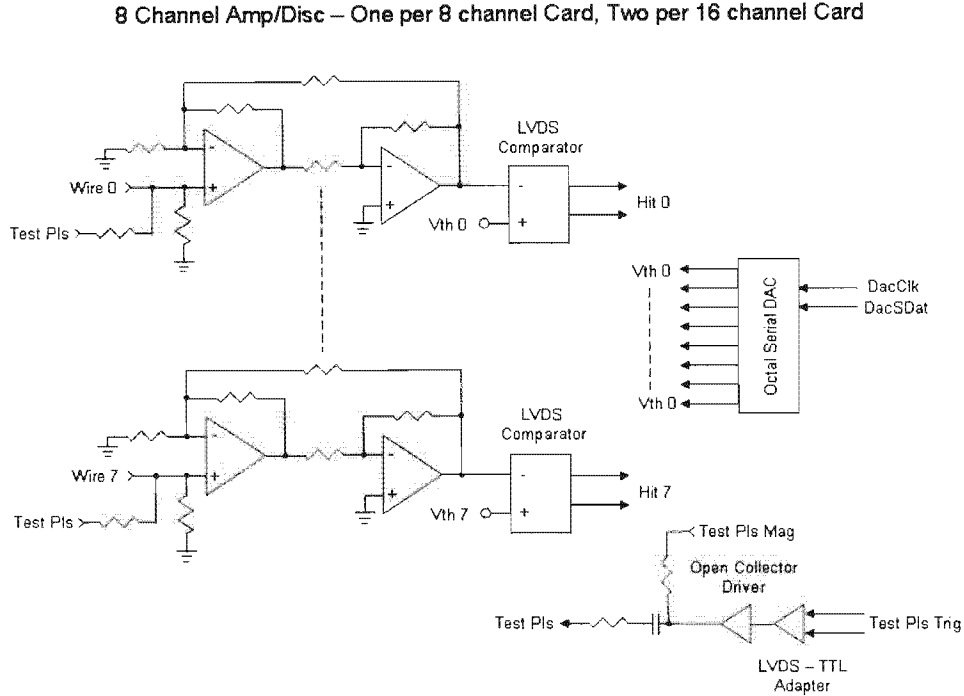 8 Channel Amp/Disc – One per 8 channel Card, Two per 16 channel Card
LVDS
Comparator
-
-
-
Wire 0
+
+
Vth 0
+
Hit 0
Test Pls
Vth 0
Octal Serial DAC
DacClk
DacSDat
Vth 0
LVDS
Comparator
-
-
-
Wire 7
+
+
Vth 7
+
Hit 7
Test Pls
Test Pls Mag
Open Collector
Driver
Test Pls
Test Pls Trig
LVDS – TTL
Adapter